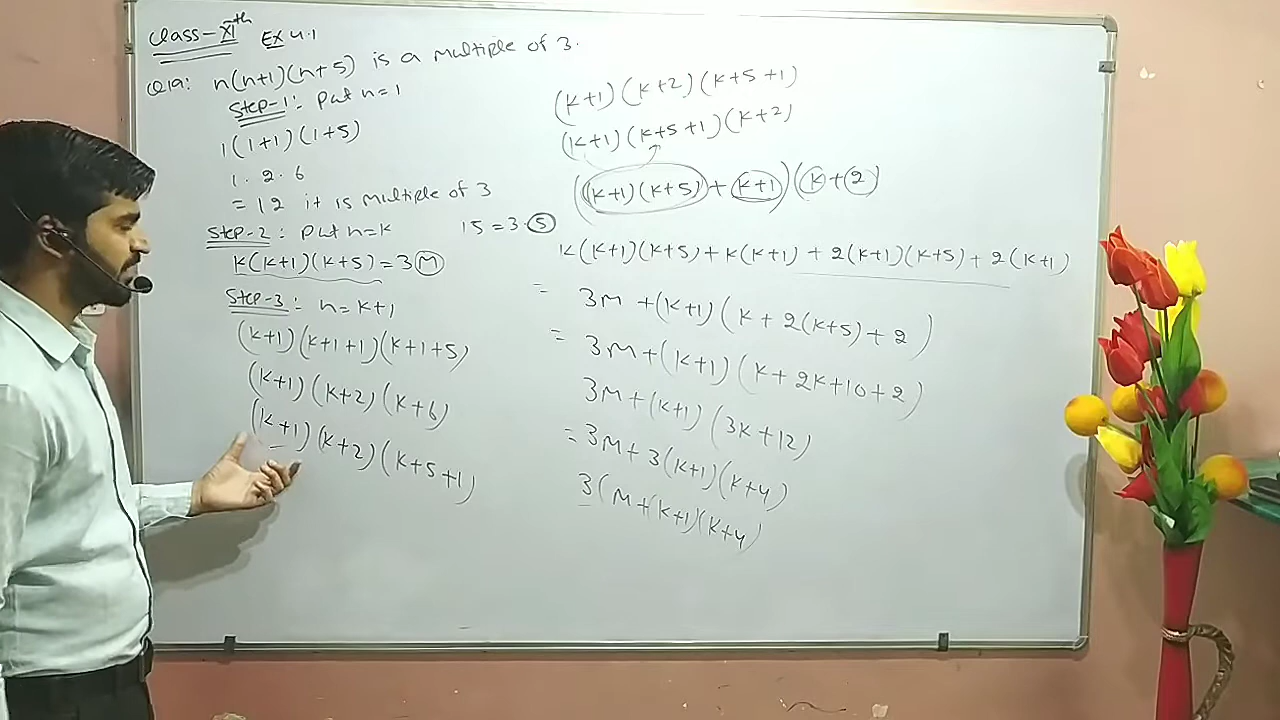 Class-XIth Ex 4.1
Q19: n(n+1)(n+5) is a multiple of 3.
Step-1: Put n=1
1(1+1)(1+5)
1.2.6
= 12 it is multiple of 3
Step-2: Put n=k 15=3.5
k(k+1)(k+5)=3M
Step-3: n=k+1
(k+1)(k+1+1)(k+1+5)
(k+1)(k+2)(k+6)
(k+1)(k+2)(k+5+1)
(k+1)(k+2)(k+5+1)
(k+1)(k+5+1)(k+2)
((k+1)(k+5)+(k+1))(k+2)
k(k+1)(k+5)+k(k+1)+2(k+1)(k+5)+2(k+1)
= 3M+(k+1)(k+2(k+5)+2)
= 3M+(k+1)(k+2k+10+2)
3M+(k+1)(3k+12)
=3M+3(k+1)(k+4)
3(M+(k+1)(k+4)